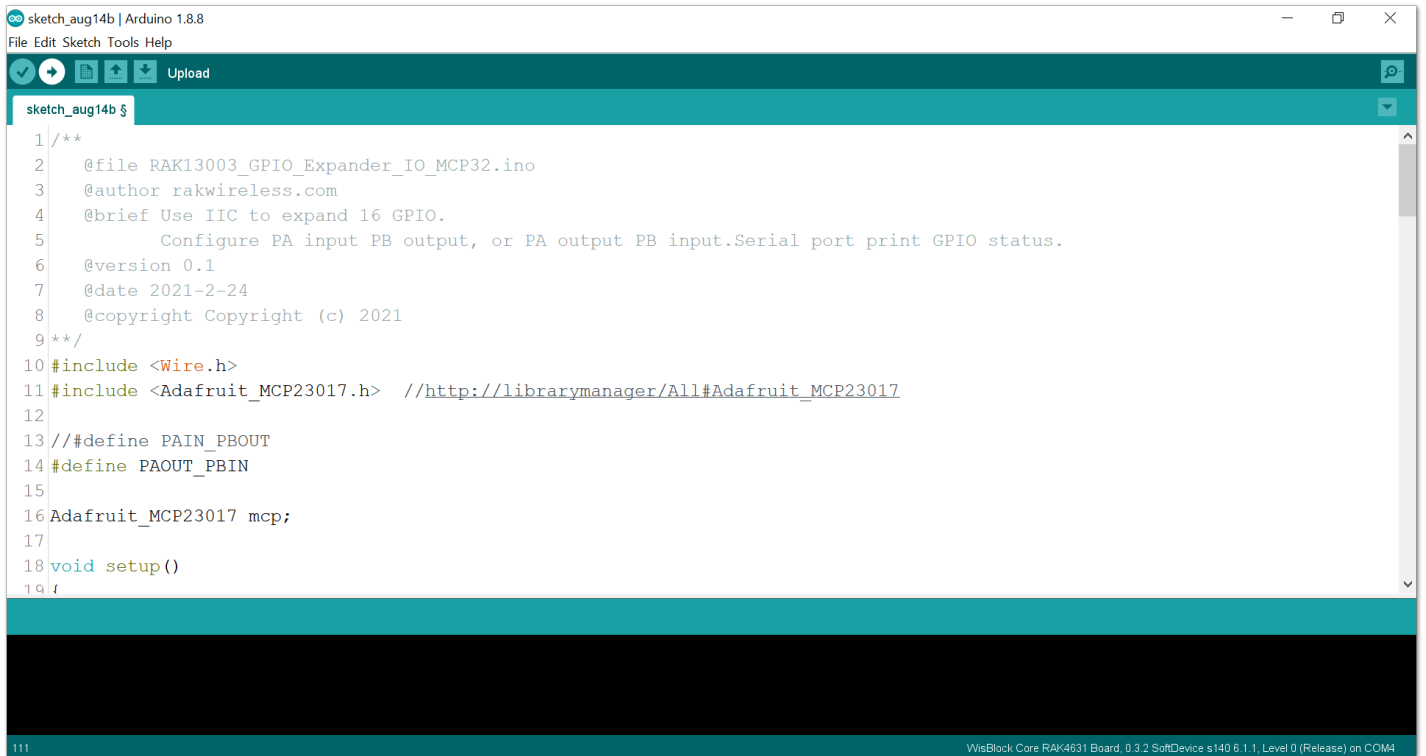 sketch_aug14b | Arduino 1.8.8
File Edit Sketch Tools Help
Upload
sketch_aug14b §
1 /**
2 @file RAK13003_GPIO_Expander_IO_MCP32.ino
3 @author rakwireless.com
4 @brief Use IIC to expand 16 GPIO.
5 Configure PA input PB output, or PA output PB input.Serial port print GPIO status.
6 @version 0.1
7 @date 2021-2-24
8 @copyright Copyright (c) 2021
9 **/
10 #include <Wire.h>
11 #include <Adafruit_MCP23017.h> //http://librarymanager/All#Adafruit_MCP23017
12
13 //#define PAIN_PBOUT
14 #define PAOUT_PBIN
15
16 Adafruit_MCP23017 mcp;
17
18 void setup()
19 {
111
WisBlock Core RAK4631 Board, 0.3.2 SoftDevice s140 6.1.1, Level 0 (Release) on COM4